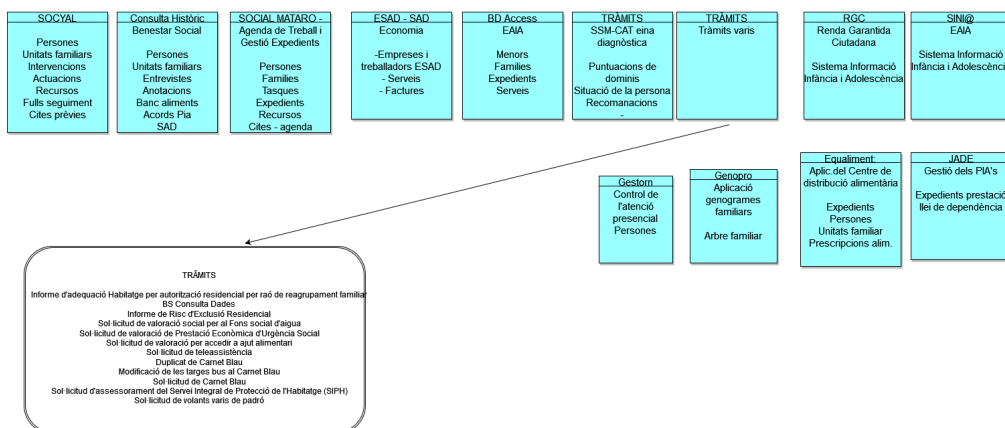 SOCYAL
Persones
Unitats familiars
Intervencions
Actuacions
Recursos
Fulls seguiment
Cites prèvies
Consulta Històric
Benestar Social
Persones
Unitats familiars
Entrevistes
Anotacions
Banc aliments
Acords Pia
SAD
SOCIAL MATARO -
Agenda de Treball i
Gestió Expedients
Persones
Famílies
Tasques
Expedients
Recursos
Cites - agenda
ESAD - SAD
Economia
-Empreses i
treballadors ESAD
- Serveis
- Factures
BD Access
EAIA
Menors
Famílies
Expedients
Serveis
TRÀMITS
SSM-CAT eina
diagnòstica
Puntuacions de
dominis
Situació de la persona
Recomanacions
-
TRÀMITS
Tràmits varis
RGC
Renda Garantida
Ciutadana
Sistema Informació
Infància i Adolescència
SINI@
EAIA
Sistema Informació
Infància i Adolescènci
Gestorn
Control de
l'atenció
presencial
Persones
Genopro
Aplicació
genogrames
familiars
Arbre familiar
Equaliment:
Aplic.del Centre de
distribució alimentària
Expedients
Persones
Unitats familiar
Prescripcions alim.
JADE
Gestió dels PIA's
Expedients prestació
llei de dependència
TRÀMITS
Informe d'adequació Habitatge per autorització residencial per raó de reagrupament familiar
BS Consulta Dades
Informe de Risc d'Exclusió Residencial
Sol·licitud de valoració social per al Fons social d'aigua
Sol·licitud de valoració de Prestació Econòmica d'Urgència Social
Sol·licitud de valoració per accedir a ajut alimentari
Sol·licitud de teleassistència
Duplicat de Carnet Blau
Modificació de les targes bus al Carnet Blau
Sol·licitud de Carnet Blau
Sol·licitud d'assessorament del Servei Integral de Protecció de l'Habitatge (SIPH)
Sol·licitud de volants varis de padró